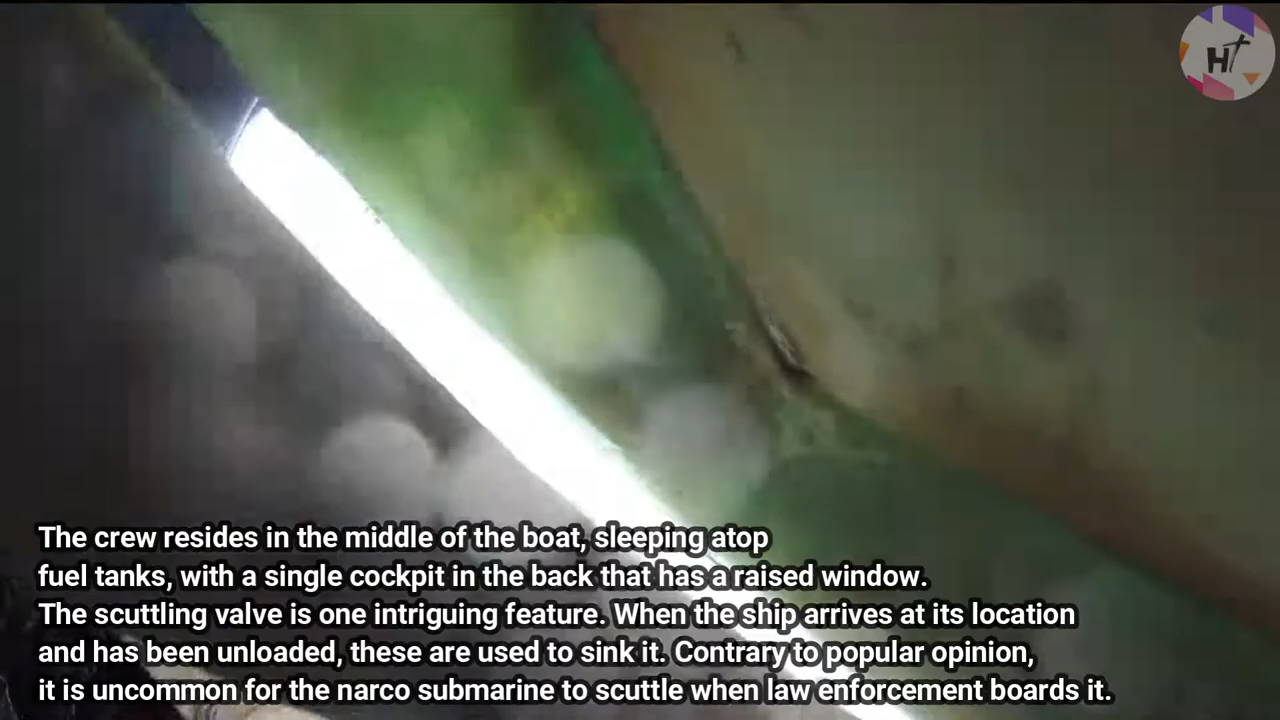 HT
The crew resides in the middle of the boat, sleeping atop
fuel tanks, with a single cockpit in the back that has a raised window.
The scuttling valve is one intriguing feature. When the ship arrives at its location
and has been unloaded, these are used to sink it. Contrary to popular opinion,
it is uncommon for the narco submarine to scuttle when law enforcement boards it.